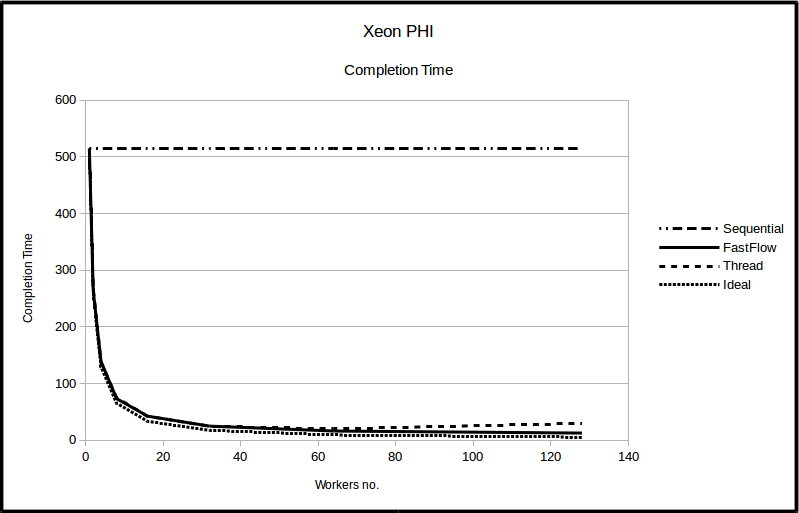 Xeon PHI
Completion Time
600
500
400
300
200
100
0
Completion Time
0 20 40 60 80 100 120 140
Workers no.
Sequential
FastFlow
Thread
Ideal